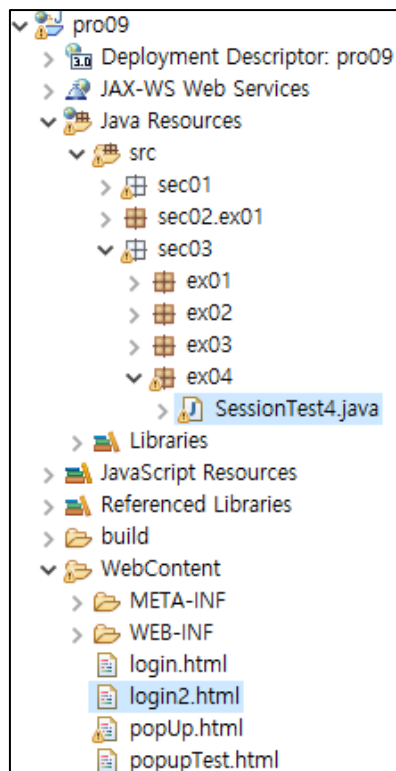 pro09
3.0 Deployment Descriptor: pro09
JAX-WS Web Services
Java Resources
src
sec01
sec02.ex01
sec03
ex01
ex02
ex03
ex04
J SessionTest4.java
Libraries
JavaScript Resources
Referenced Libraries
build
WebContent
META-INF
WEB-INF
login.html
login2.html
popUp.html
popupTest.html